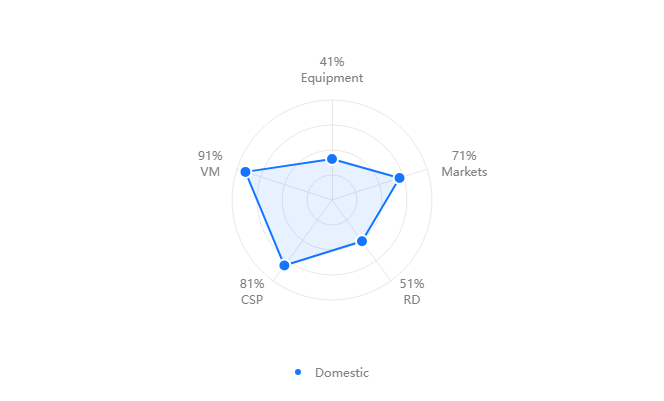 41%
Equipment
91%
VM
71%
Markets
81%
CSP
51%
RD
Domestic